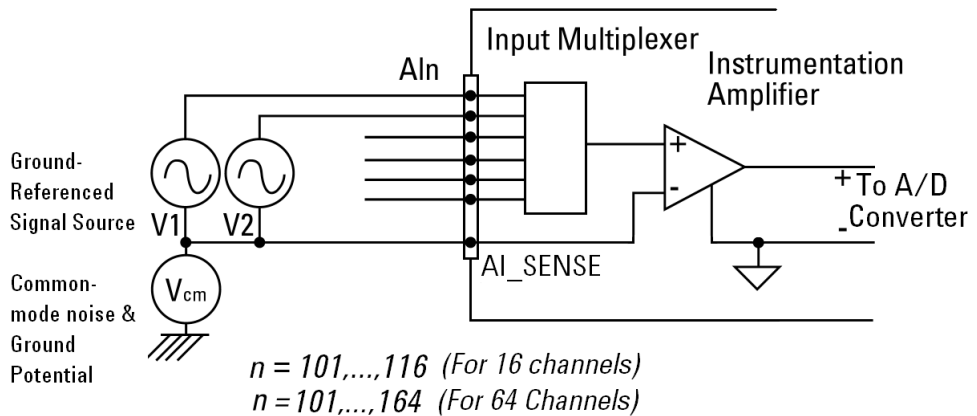 Input Multiplexer
AIn
Instrumentation
Amplifier
Ground-
Referenced
Signal Source
V1
V2
+
-
+
To A/D
-
Converter
AI_SENSE
Common-
mode noise &
Ground
Potential
Vcm
n = 101,...,116 (For 16 channels)
n = 101,...,164 (For 64 Channels)